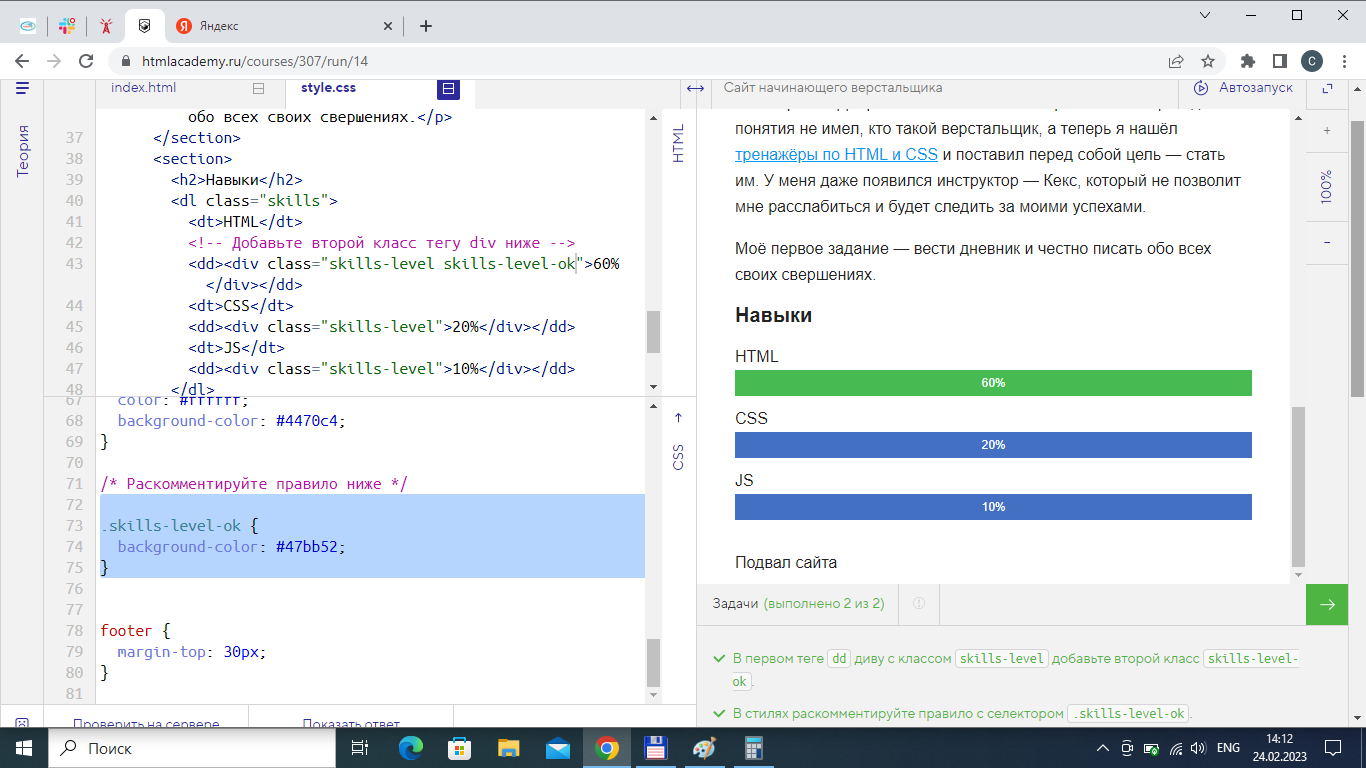 Яндекс
htmlacademy.ru/courses/307/run/14
С
index.html
style.css
Сайт начинающего верстальщика
Автозапуск
Теория
обо всех своих свершениях.</p>
37 </section>
38 <section>
39 <h2>Навыки</h2>
40 <dl class="skills">
41 <dt>HTML</dt>
42 <!-- Добавьте второй класс тегу div ниже -->
43 <dd><div class="skills-level skills-level-ok">60%
</div></dd>
44 <dt>CSS</dt>
45 <dd><div class="skills-level">20%</div></dd>
46 <dt>JS</dt>
47 <dd><div class="skills-level">10%</div></dd>
48 </dl>
HTML
67 color: #ffffff;
68 background-color: #4470c4;
69 }
70
71 /* Раскомментируйте правило ниже */
72
73 .skills-level-ok {
74 background-color: #47bb52;
75 }
76
77
78 footer {
79 margin-top: 30px;
80 }
81
CSS
Проверить на сервере
Показать ответ
понятия не имел, кто такой верстальщик, а теперь я нашёл
тренажёры по HTML и CSS и поставил перед собой цель — стать
им. У меня даже появился инструктор — Кекс, который не позволит
мне расслабиться и будет следить за моими успехами.
Моё первое задание — вести дневник и честно писать обо всех
своих свершениях.
Навыки
HTML
60%
CSS
20%
JS
10%
Подвал сайта
+
100%
−
Задачи (выполнено 2 из 2)
В первом теге dd диву с классом skills-level добавьте второй класс skills-level-
ok.
В стилях раскомментируйте правило с селектором .skills-level-ok.
Поиск
ENG
14:12
24.02.2023